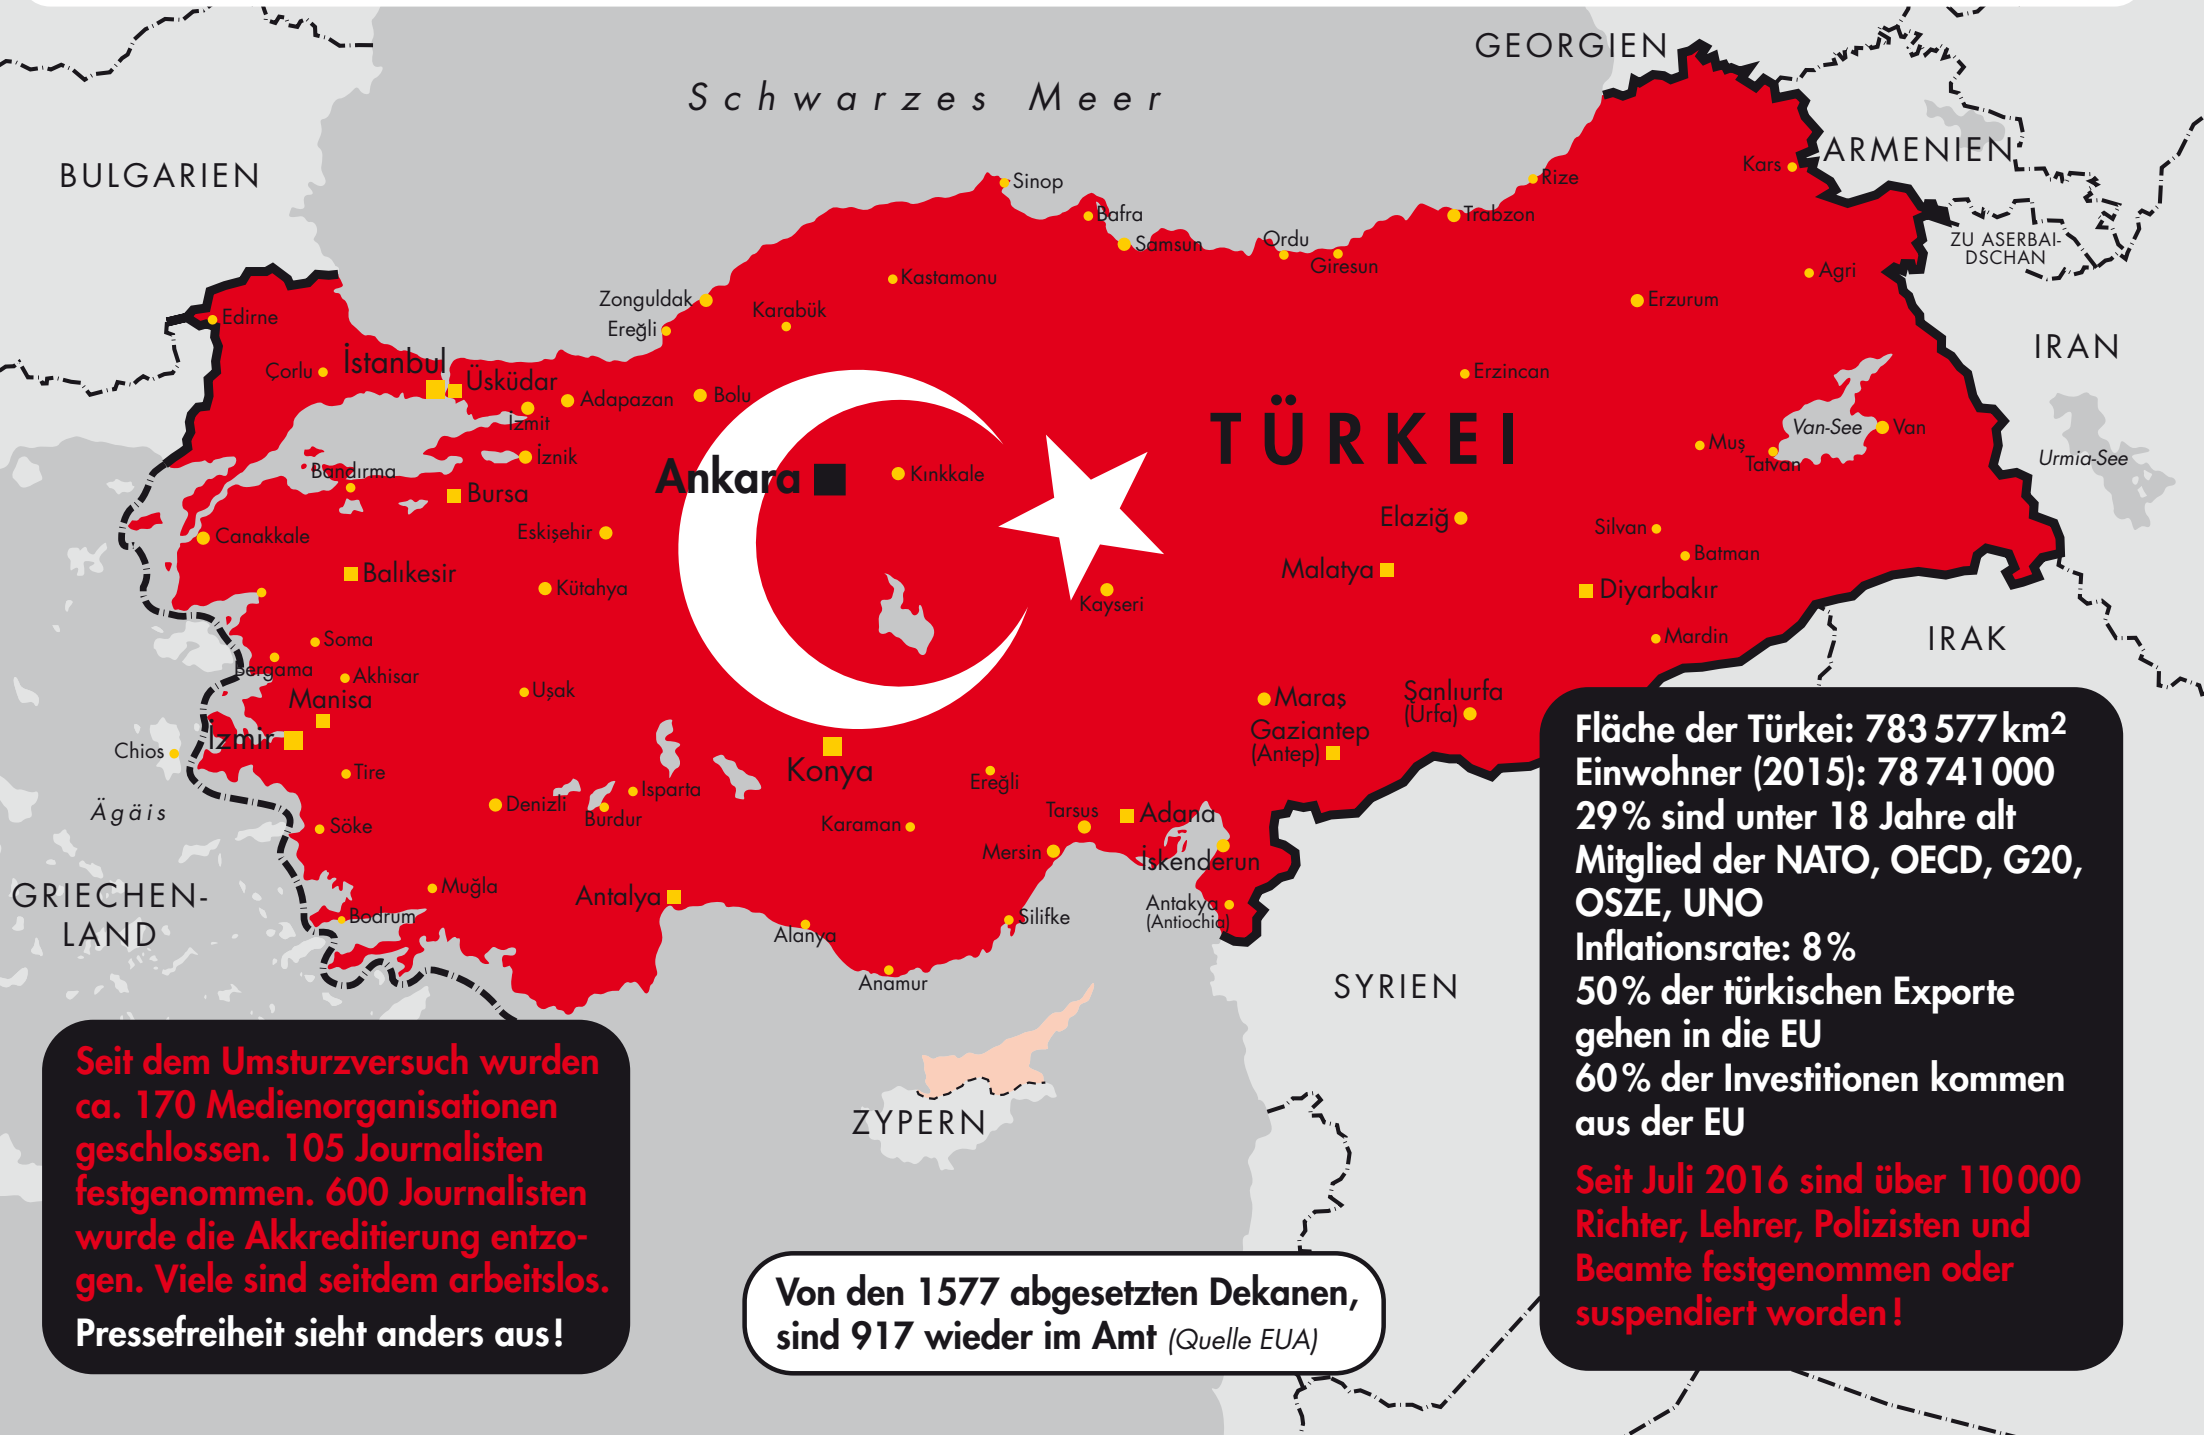 GEORGIEN
Schwarzes Meer
BULGARIEN
ARMENIEN
Kars
Sinop
Rize
Bafra
Trabzon
Samsun
Ordu
Giresun
ZU ASERBAI-
DSCHAN
Agri
Kastamonu
Zonguldak
Erzurum
Karabük
Ereğli
Edirne
IRAN
İstanbul
Çorlu
Üsküdar
Erzincan
Adapazan
Bolu
İzmit
TÜRKEI
Van-See
Van
Muş
Tatvan
Urmia-See
İznik
Bandırma
Ankara
Kınkkale
Bursa
Elaziğ
Silvan
Eskişehir
Canakkale
Batman
Balıkesir
Malatya
Kütahya
Diyarbakır
Kayseri
Soma
Mardin
IRAK
Bergama
Akhisar
Uşak
Manisa
Maraş
Şanlıurfa
(Urfa)
Gaziantep
(Antep)
İzmir
Chios
Tire
Konya
Ereğli
Isparta
Denizli
Burdur
Ägäis
Söke
Karaman
Tarsus
Adana
Mersin
İskenderun
Muğla
Antalya
GRIECHEN-
LAND
Bodrum
Silifke
Antakya
(Antiochia)
Alanya
Anamur
SYRIEN
ZYPERN
Fläche der Türkei: 783 577 km²
Einwohner (2015): 78 741 000
29 % sind unter 18 Jahre alt
Mitglied der NATO, OECD, G20,
OSZE, UNO
Inflationsrate: 8 %
50 % der türkischen Exporte
gehen in die EU
60 % der Investitionen kommen
aus der EU
Seit Juli 2016 sind über 110 000
Richter, Lehrer, Polizisten und
Beamte festgenommen oder
suspendiert worden !
Seit dem Umsturzversuch wurden
ca. 170 Medienorganisationen
geschlossen. 105 Journalisten
festgenommen. 600 Journalisten
wurde die Akkreditierung entzo-
gen. Viele sind seitdem arbeitslos.
Pressefreiheit sieht anders aus !
Von den 1577 abgesetzten Dekanen,
sind 917 wieder im Amt (Quelle EUA)